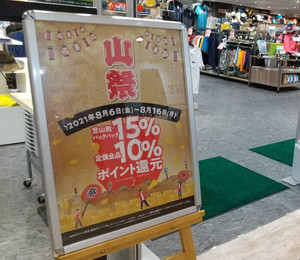 山祭
2021年8月6日(金)～8月16日(月)
登山靴
バックパック
15%
定価全品
10%
ポイント還元
祭